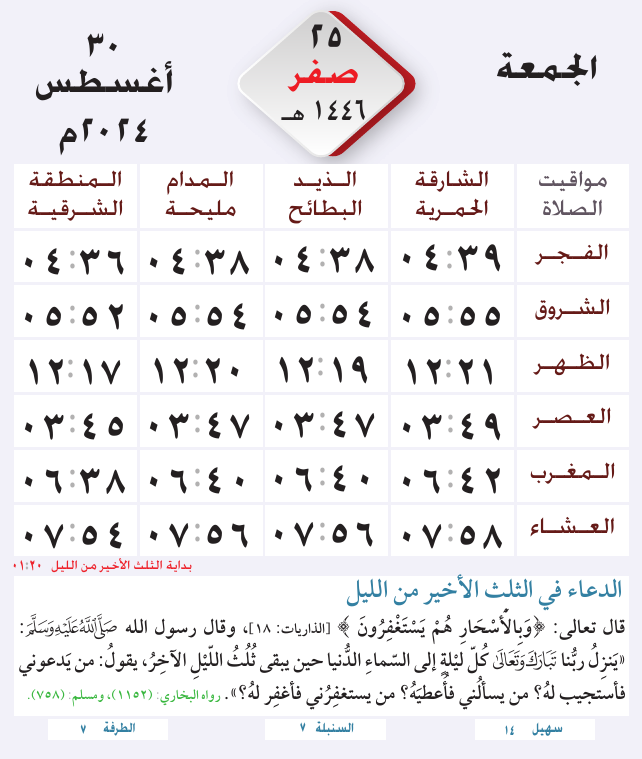 الجمعة
٢٥
صفر
١٤٤٦ هـ
٣٠
أغسطس
٢٠٢٤م
مواقيت الصلاة | الشارقة الحمرية | الذيد البطائح | المدام مليحة | المنطقة الشرقية
الفجر ٠٤:٣٩ ٠٤:٣٨ ٠٤:٣٨ ٠٤:٣٦
الشروق ٠٥:٥٥ ٠٥:٥٤ ٠٥:٥٤ ٠٥:٥٢
الظهر ١٢:٢١ ١٢:١٩ ١٢:٢٠ ١٢:١٧
العصر ٠٣:٤٩ ٠٣:٤٧ ٠٣:٤٧ ٠٣:٤٥
المغرب ٠٦:٤٢ ٠٦:٤٠ ٠٦:٤٠ ٠٦:٣٨
العشاء ٠٧:٥٨ ٠٧:٥٦ ٠٧:٥٦ ٠٧:٥٤
بداية الثلث الأخير من الليل ٠١:٢٠
الدعاء في الثلث الأخير من الليل
قال تعالى: ﴿وَبِالْأَسْحَارِ هُمْ يَسْتَغْفِرُونَ﴾ [الذاريات: ١٨]، وقال رسول الله صَلَّى اللَّهُ عَلَيْهِ وَسَلَّمَ:
«يَنزِلُ ربُّنا تَبَارَكَ وَتَعَالَى كُلّ ليْلةٍ إلى السّماءِ الدُّنيا حين يبقى ثُلُثُ اللّيْلِ الآخِرُ، يقولُ: من يَدعوني
فأستجيب لهُ؟ من يسألُني فأُعطيَهُ؟ من يستغفِرُني فأغفِر لهُ؟». رواه البخاري: (١١٥٢)، ومسلم: (٧٥٨).
سهيل ١٤
السنبلة ٧
الطرفة ٧